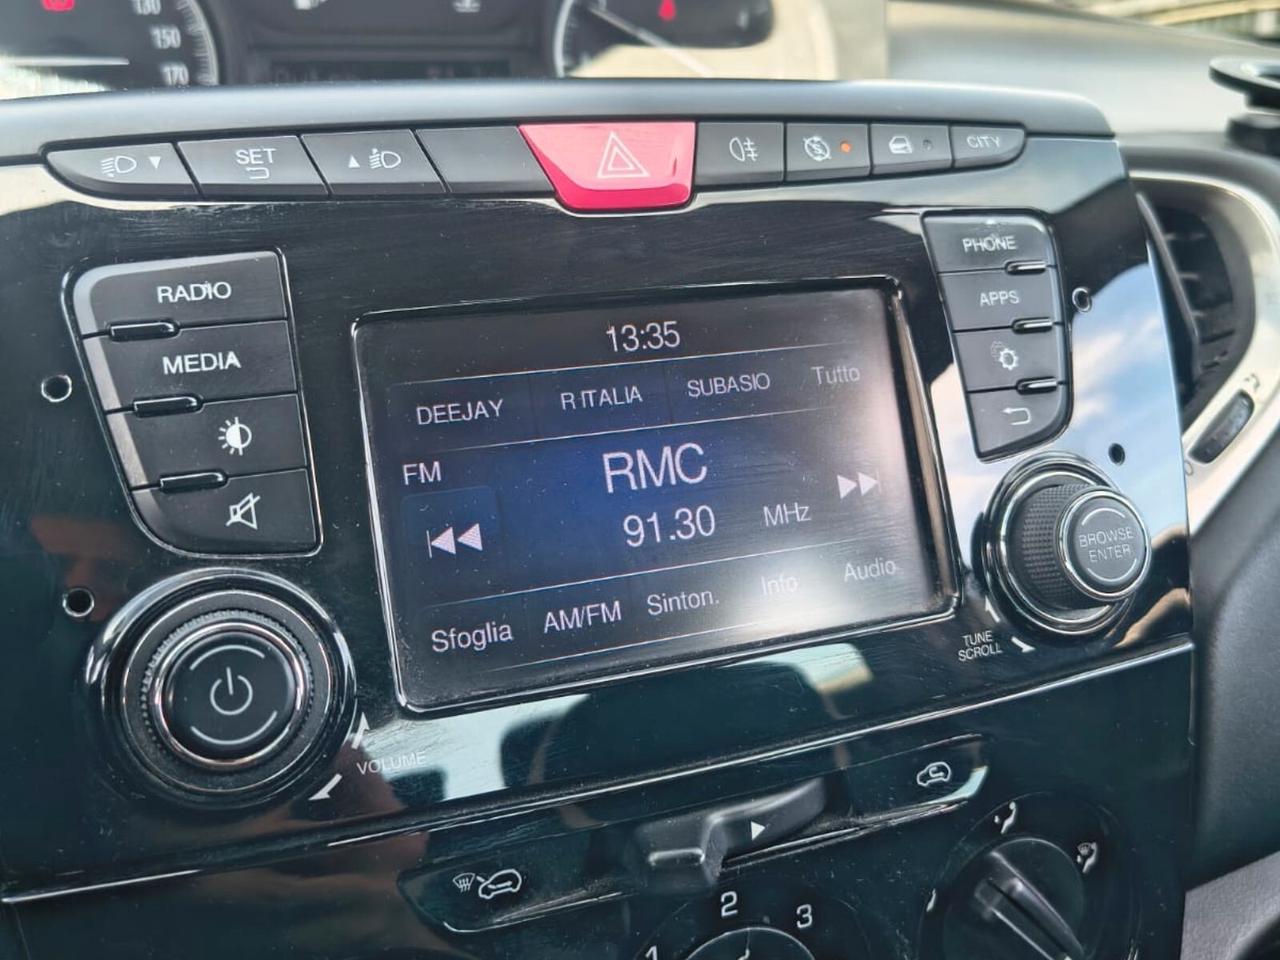 130
150
170
SET
CITY
RADIO
MEDIA
PHONE
APPS
13:35
DEEJAY R ITALIA SUBASIO Tutto
FM
RMC
91.30 MHz
Sfoglia AM/FM Sinton. Info Audio
BROWSE
ENTER
TUNE
SCROLL
VOLUME
1 2 3